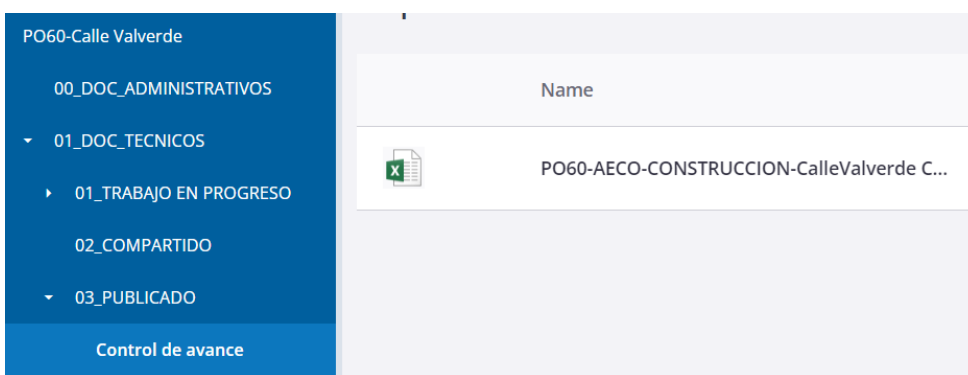 PO60-Calle Valverde
00_DOC_ADMINISTRATIVOS
01_DOC_TECNICOS
01_TRABAJO EN PROGRESO
02_COMPARTIDO
03_PUBLICADO
Control de avance
Name
PO60-AECO-CONSTRUCCION-CalleValverde C...